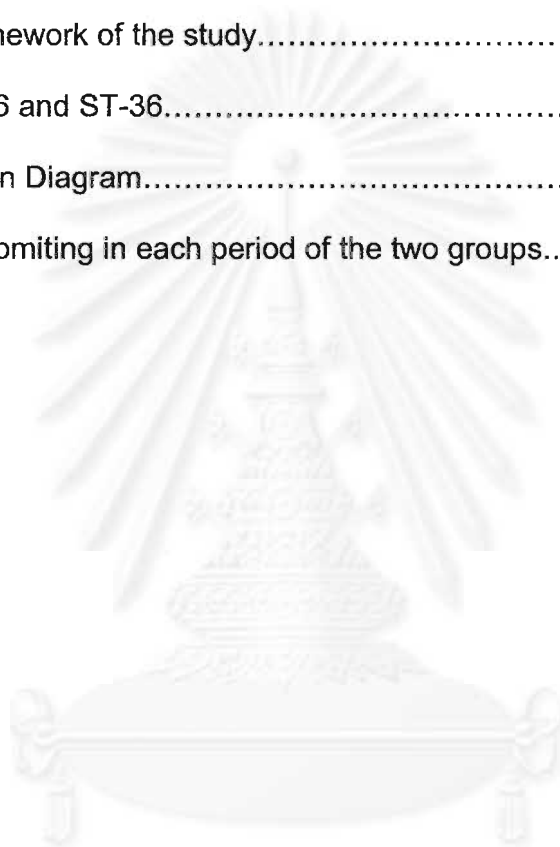 nework of the study..............................
6 and ST-36........................................
n Diagram..........................................
omiting in each period of the two groups..